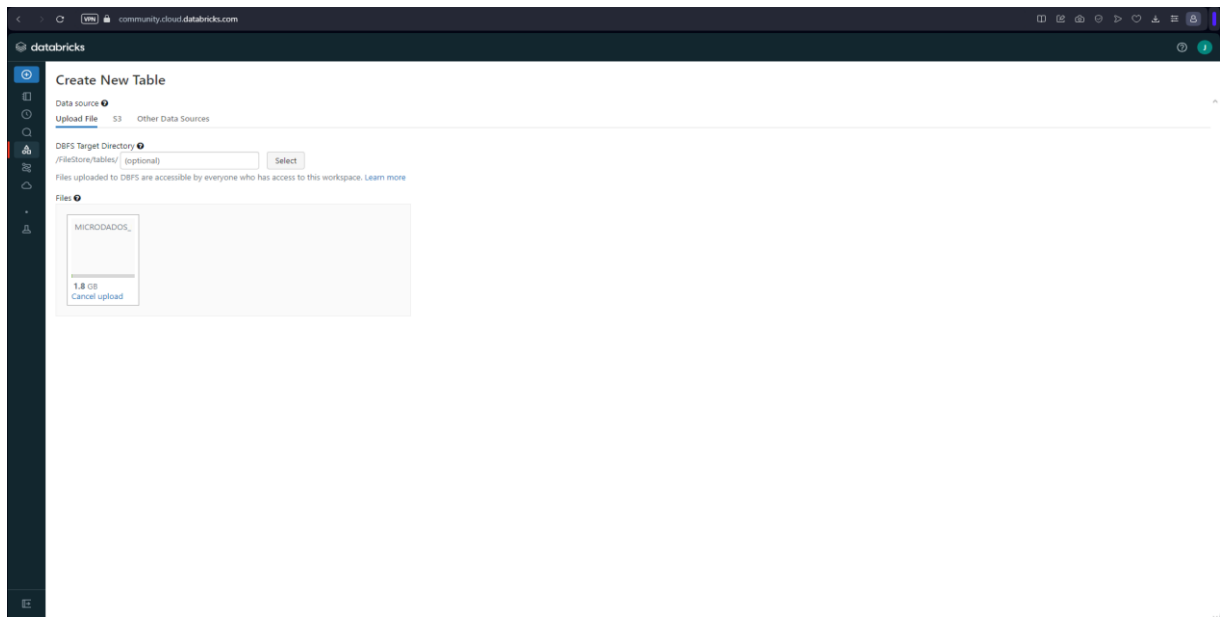 VPN community.cloud.databricks.com
databricks
J
Create New Table
Data source
Upload File S3 Other Data Sources
DBFS Target Directory
/FileStore/tables/ (optional) Select
Files uploaded to DBFS are accessible by everyone who has access to this workspace. Learn more
Files
MICRODADOS_
1.8 GB
Cancel upload